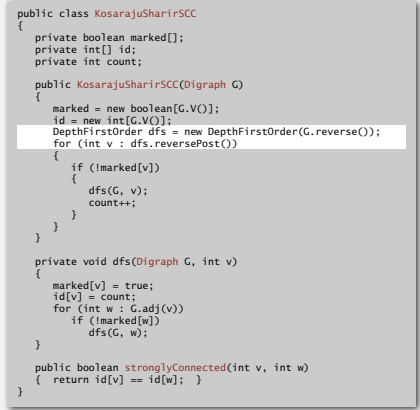 public class KosarajuSharirSCC
{
   private boolean marked[];
   private int[] id;
   private int count;

   public KosarajuSharirSCC(Digraph G)
   {
      marked = new boolean[G.V()];
      id = new int[G.V()];
      DepthFirstOrder dfs = new DepthFirstOrder(G.reverse());
      for (int v : dfs.reversePost())
      {
         if (!marked[v])
         {
            dfs(G, v);
            count++;
         }
      }
   }

   private void dfs(Digraph G, int v)
   {
      marked[v] = true;
      id[v] = count;
      for (int w : G.adj(v))
         if (!marked[w])
            dfs(G, w);
   }

   public boolean stronglyConnected(int v, int w)
   {  return id[v] == id[w];  }
}